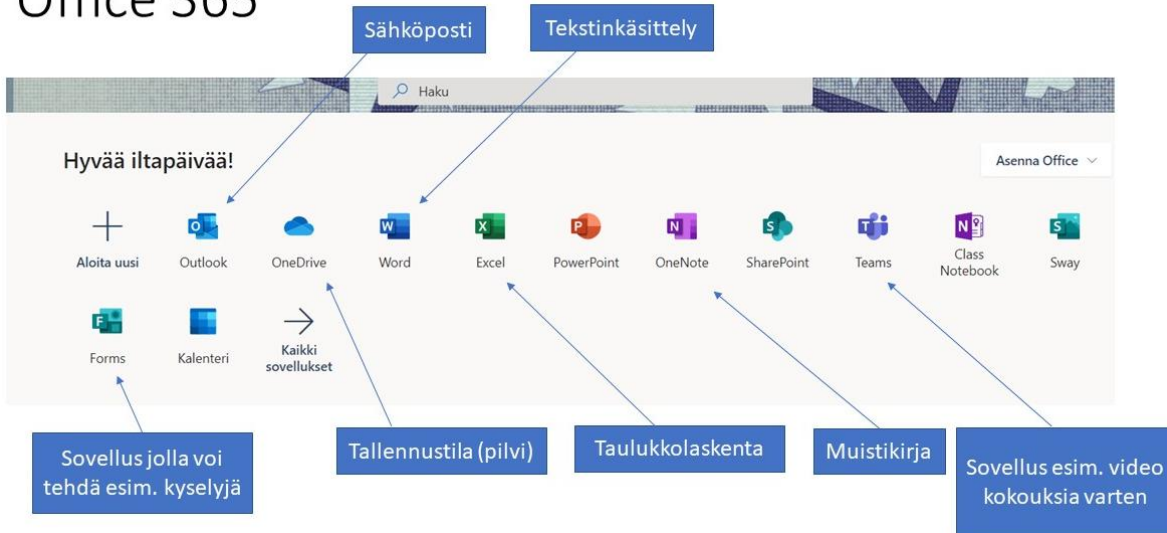 Office 365
Sähköposti
Tekstinkäsittely
Haku
Hyvää iltapäivää!
Asenna Office
Aloita uusi
Outlook
OneDrive
Word
Excel
PowerPoint
OneNote
SharePoint
Teams
Class
Notebook
Sway
Forms
Kalenteri
Kaikki
sovellukset
Sovellus jolla voi
tehdä esim. kyselyjä
Tallennustila (pilvi)
Taulukkolaskenta
Muistikirja
Sovellus esim. video
kokouksia varten